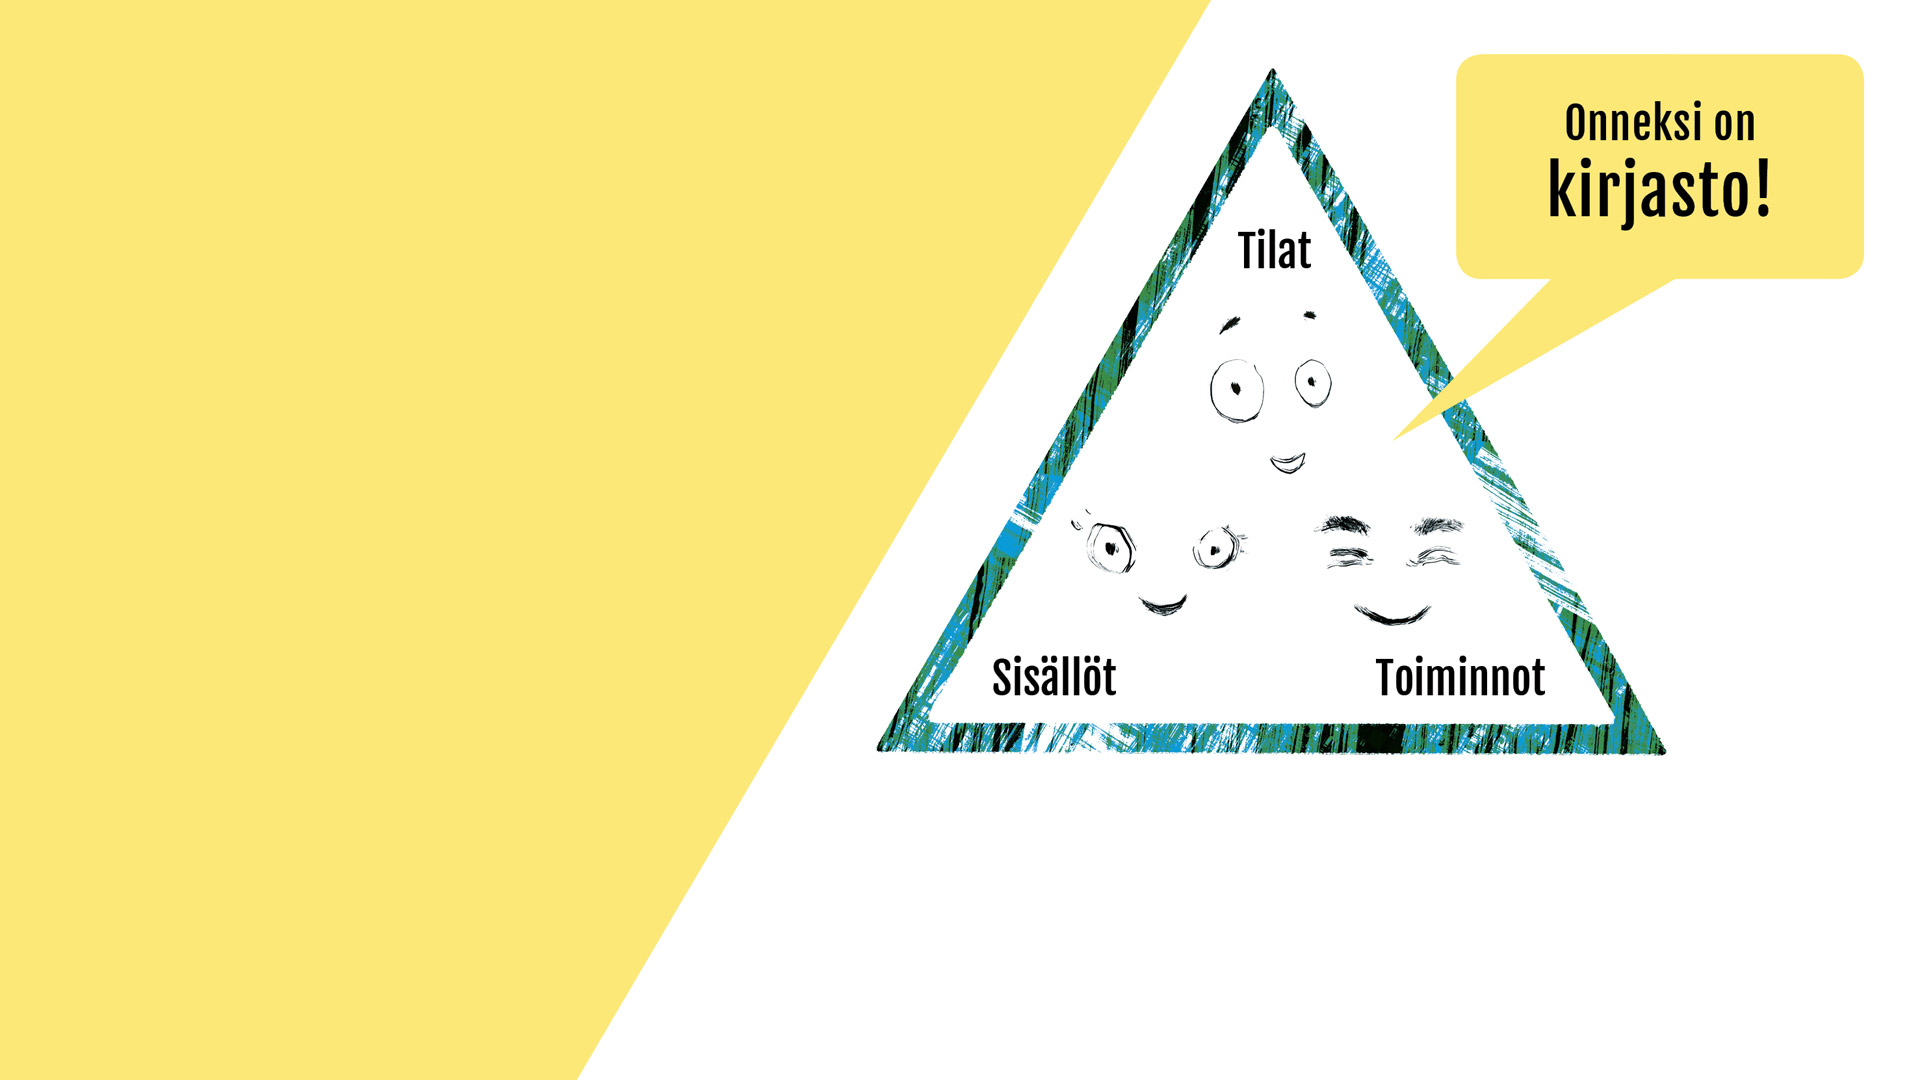 Onneksi on
kirjasto!
Tilat
Sisällöt
Toiminnot